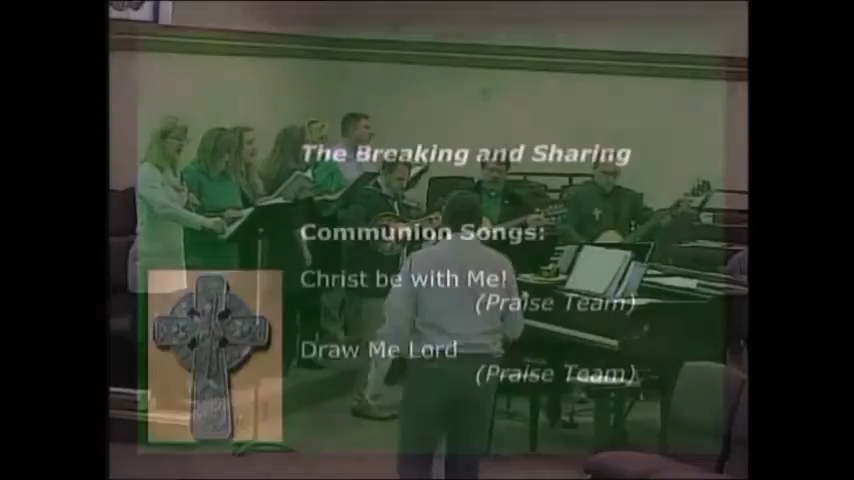 The Breaking and Sharing
Communion Songs:
Christ be with Me!
(Praise Team)
Draw Me Lord
(Praise Team)